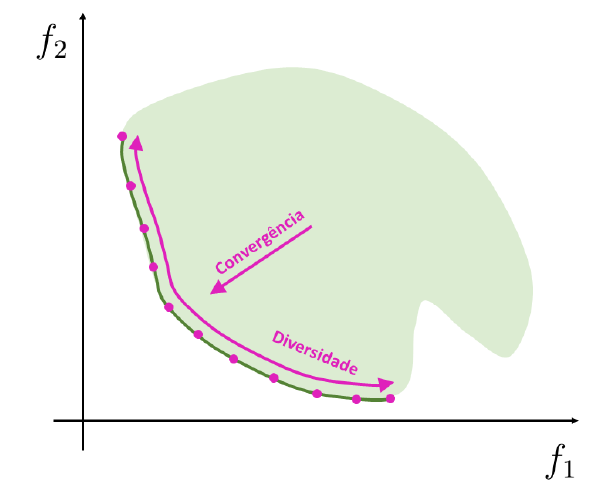 f₂
Convergência
Diversidade
f₁